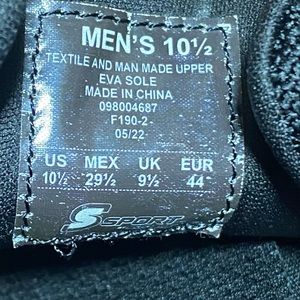 MEN'S 10½
TEXTILE AND MAN MADE UPPER
EVA SOLE
MADE IN CHINA
098004687
F190-2-
05/22
US MEX UK EUR
10½ 29½ 9½ 44
S SPORT